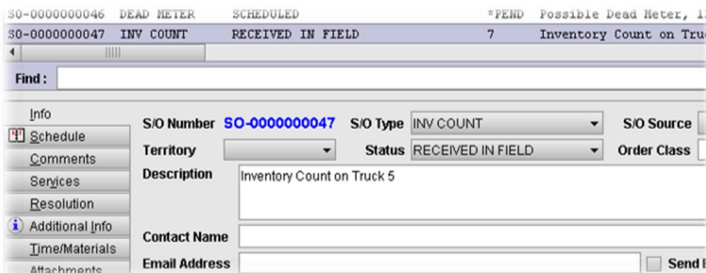 SO-0000000046 DEAD METER SCHEDULED *PEND Possible Dead Meter,
SO-0000000047 INV COUNT RECEIVED IN FIELD 7 Inventory Count on
Find :
Info
Schedule
Comments
Services
Resolution
Additional Info
Time/Materials
Attachments
S/O Number SO-0000000047 S/O Type INV COUNT S/O Source
Territory Status RECEIVED IN FIELD Order Class
Description Inventory Count on Truck 5
Contact Name
Email Address Send